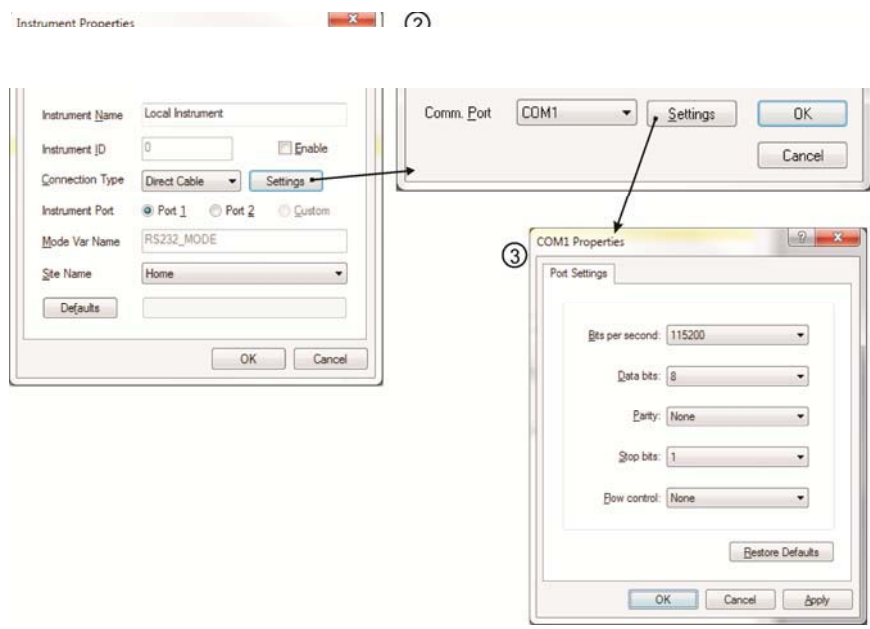 Instrument Properties
②
Instrument Name Local Instrument
Instrument ID 0 Enable
Connection Type Direct Cable Settings
Instrument Port Port 1 Port 2 Custom
Mode Var Name RS232_MODE
Site Name Home
Defaults
OK Cancel
Comm. Port COM1 Settings OK
Cancel
③
COM1 Properties
Port Settings
Bits per second: 115200
Data bits: 8
Parity: None
Stop bits: 1
Flow control: None
Restore Defaults
OK Cancel Apply